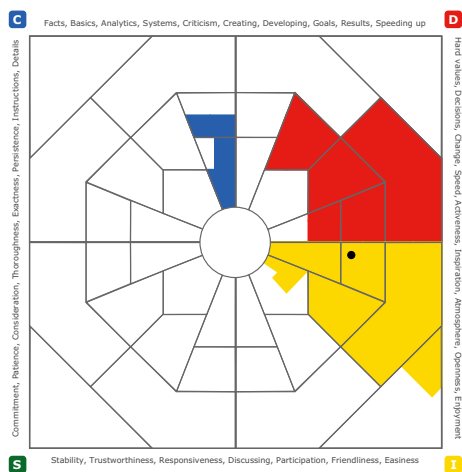 C
Facts, Basics, Analytics, Systems, Criticism, Creating, Developing, Goals, Results, Speeding up
D
Commitment, Patience, Consideration, Thoroughness, Exactness, Persistence, Instructions, Details
Hard values, Decisions, Change, Speed, Activeness, Inspiration, Atmosphere, Openness, Enjoyment
S
Stability, Trustworthiness, Responsiveness, Discussing, Participation, Friendliness, Easiness
I